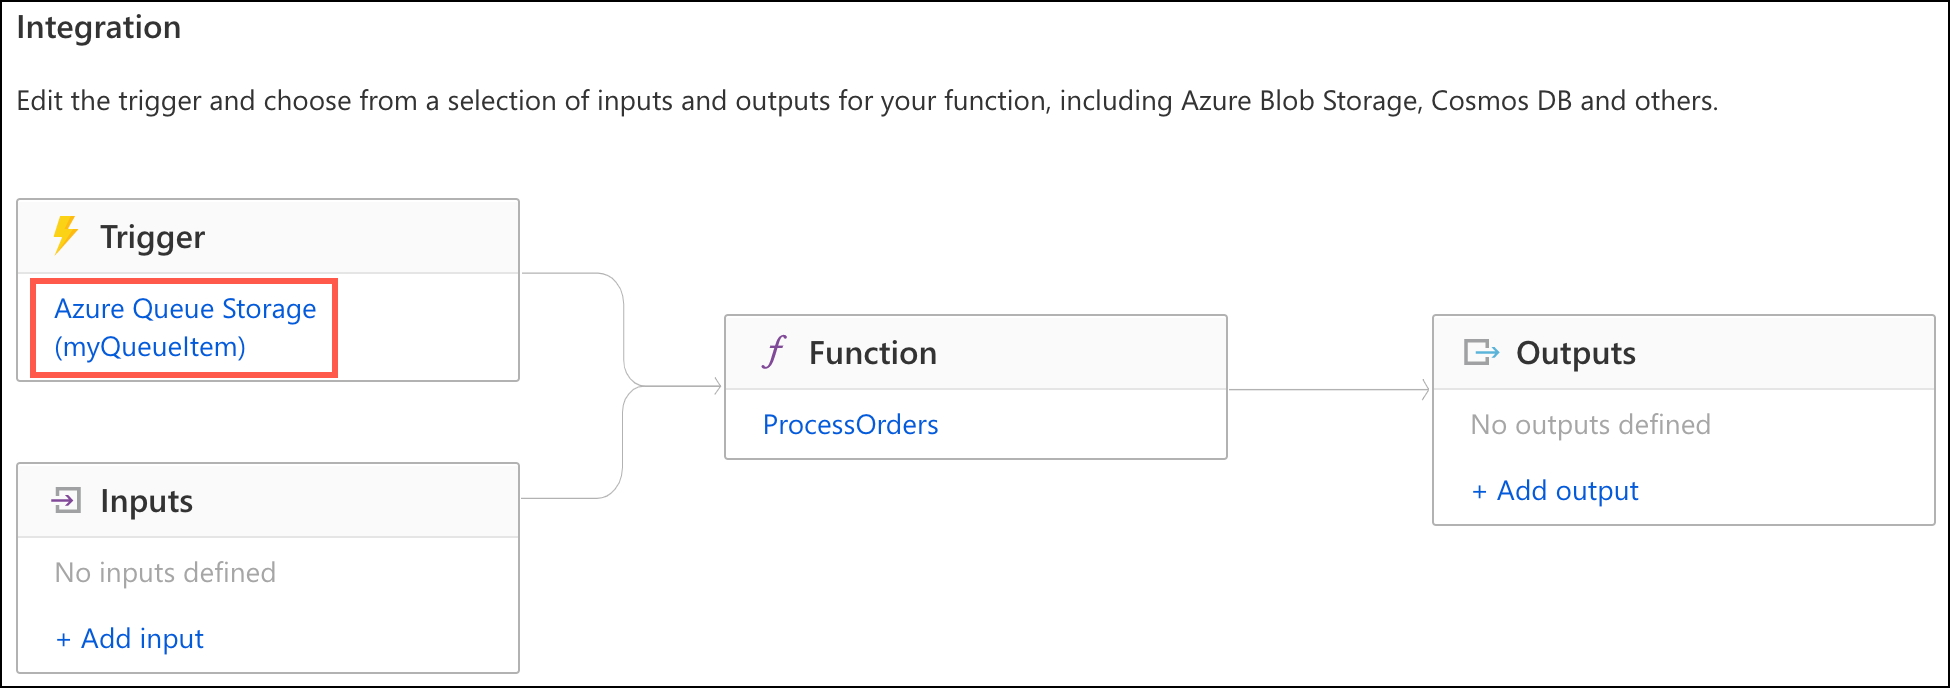 Integration
Edit the trigger and choose from a selection of inputs and outputs for your function, including Azure Blob Storage, Cosmos DB and others.
Trigger
Azure Queue Storage
(myQueueItem)
Inputs
No inputs defined
+ Add input
Function
ProcessOrders
Outputs
No outputs defined
+ Add output